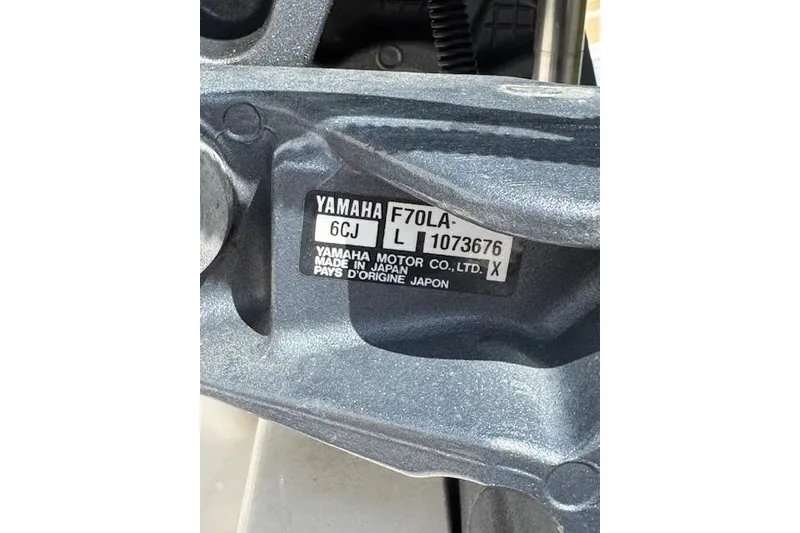 YAMAHA F70LA-
6CJ L 1073676
YAMAHA MOTOR CO., LTD. X
MADE IN JAPAN
PAYS D'ORIGINE JAPON